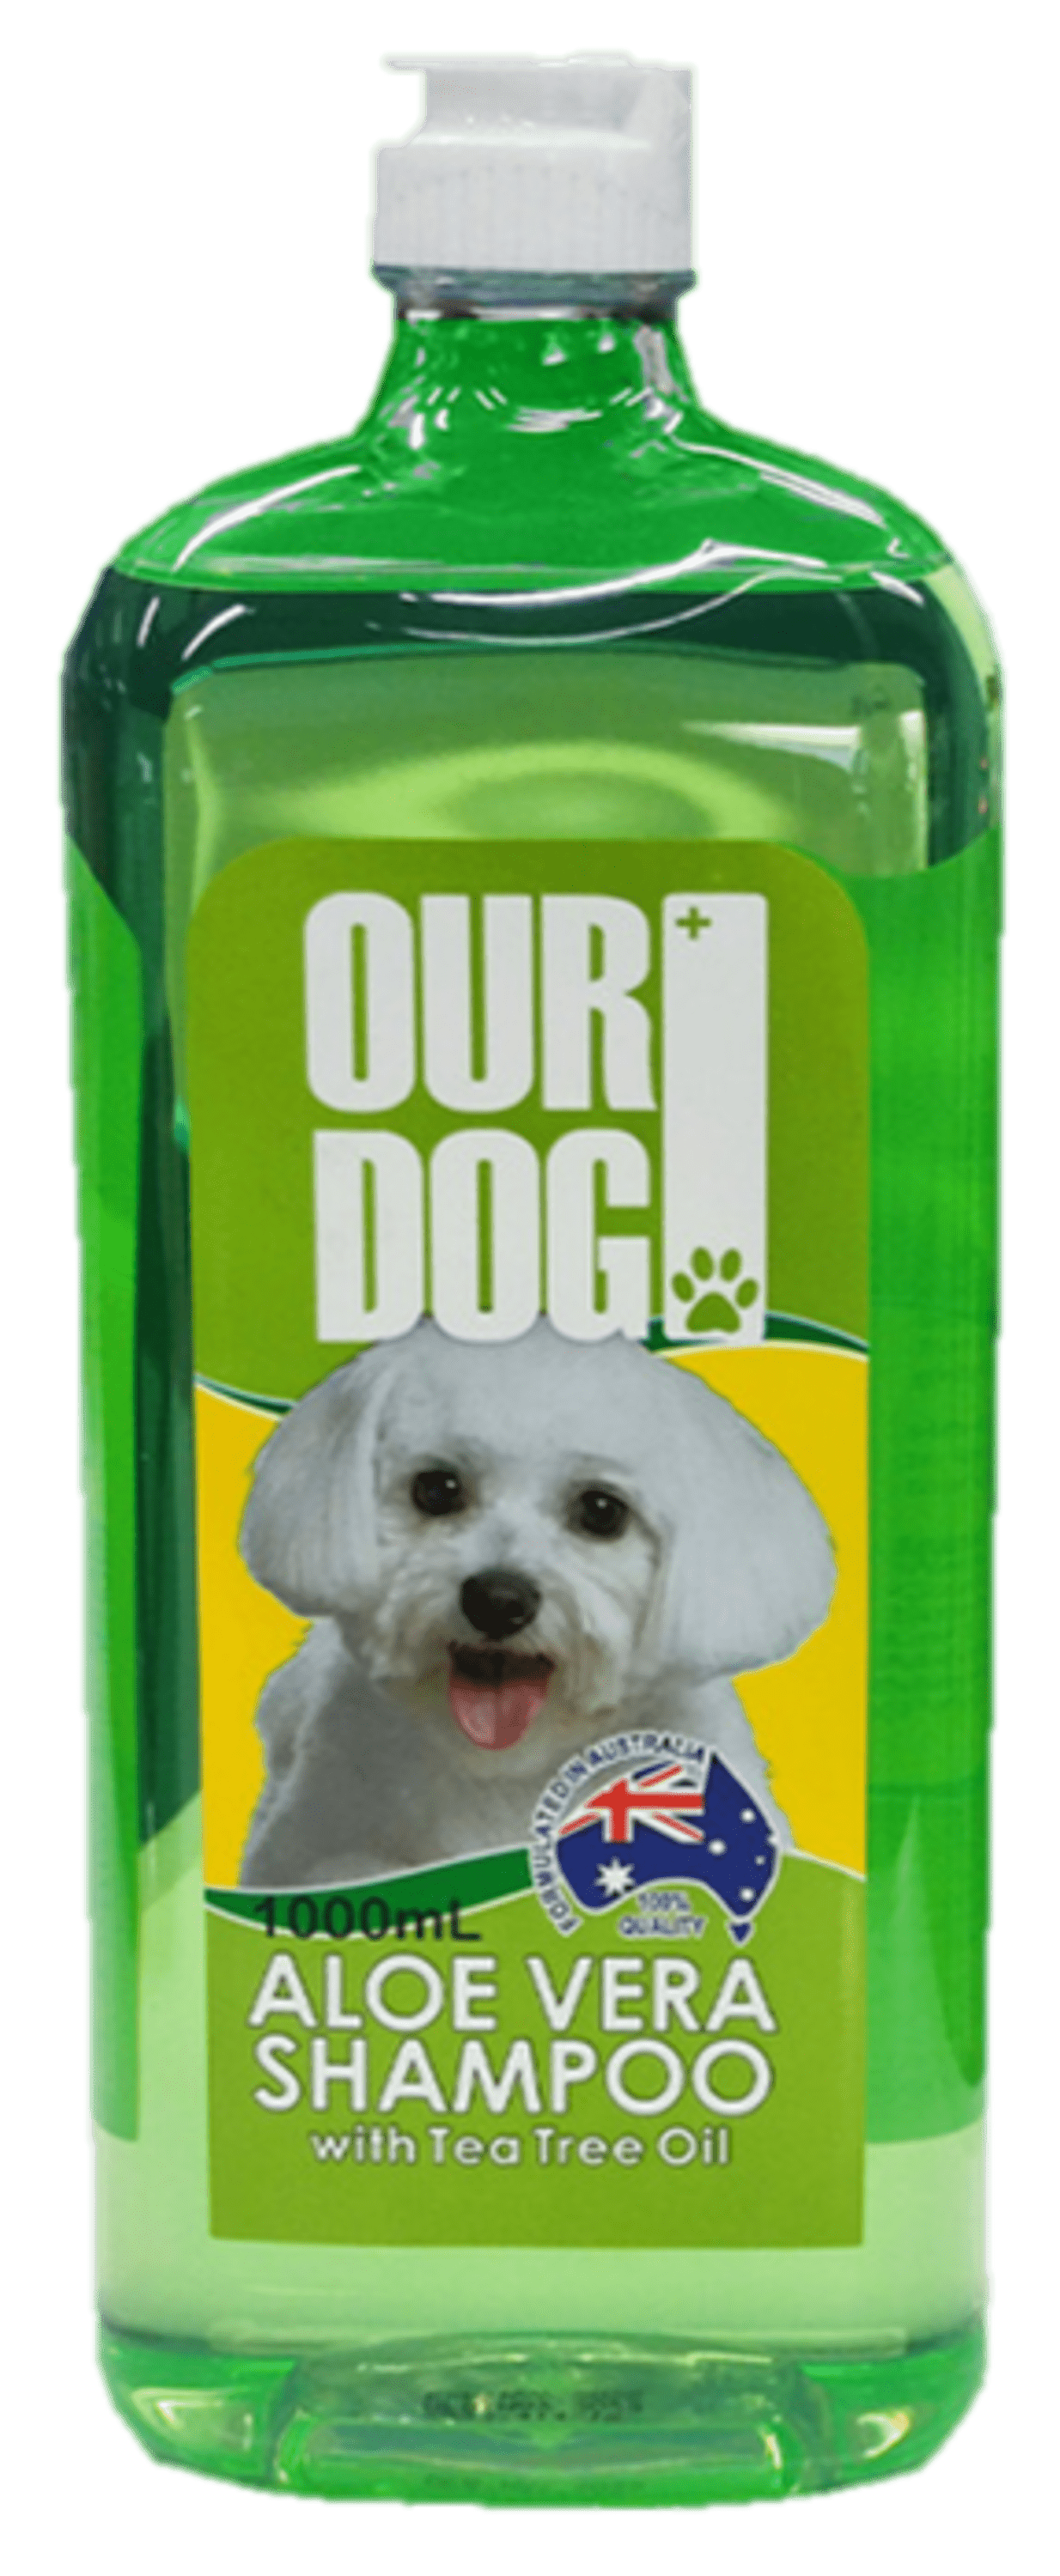 OUR
DOG
FORMULATED IN AUSTRALIA
100%
QUALITY
1000mL
ALOE VERA
SHAMPOO
with Tea Tree Oil